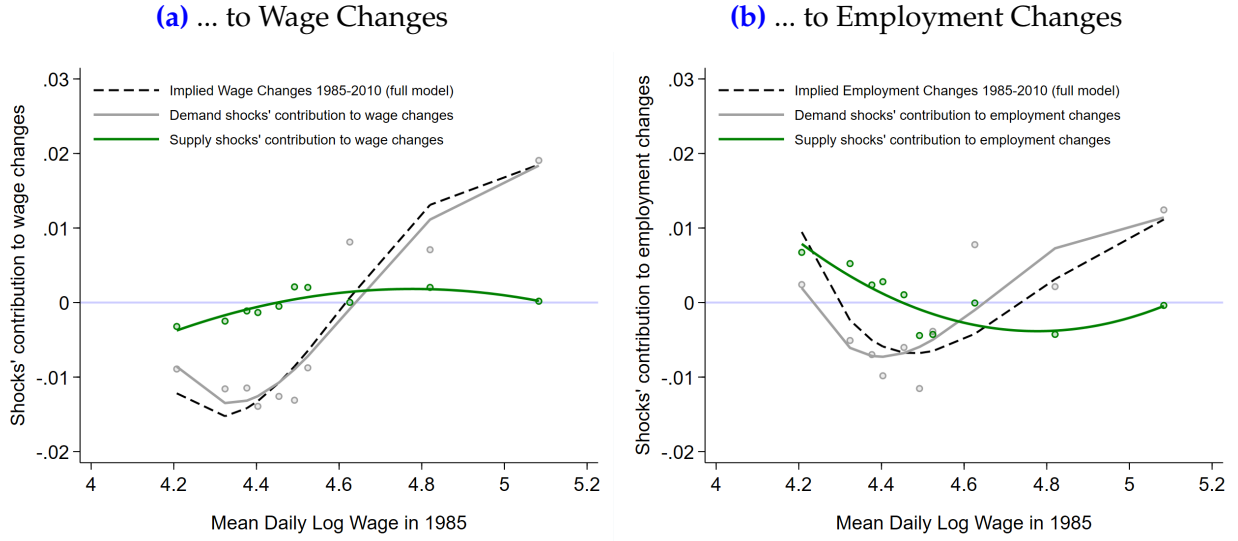 (a) ... to Wage Changes
Shocks' contribution to wage changes
.03
.02
.01
0
-.01
-.02
Implied Wage Changes 1985-2010 (full model)
Demand shocks' contribution to wage changes
Supply shocks' contribution to wage changes
4 4.2 4.4 4.6 4.8 5 5.2
Mean Daily Log Wage in 1985
(b) ... to Employment Changes
Shocks' contribution to employment changes
.03
.02
.01
0
-.01
-.02
Implied Employment Changes 1985-2010 (full model)
Demand shocks' contribution to employment changes
Supply shocks' contribution to employment changes
4 4.2 4.4 4.6 4.8 5 5.2
Mean Daily Log Wage in 1985